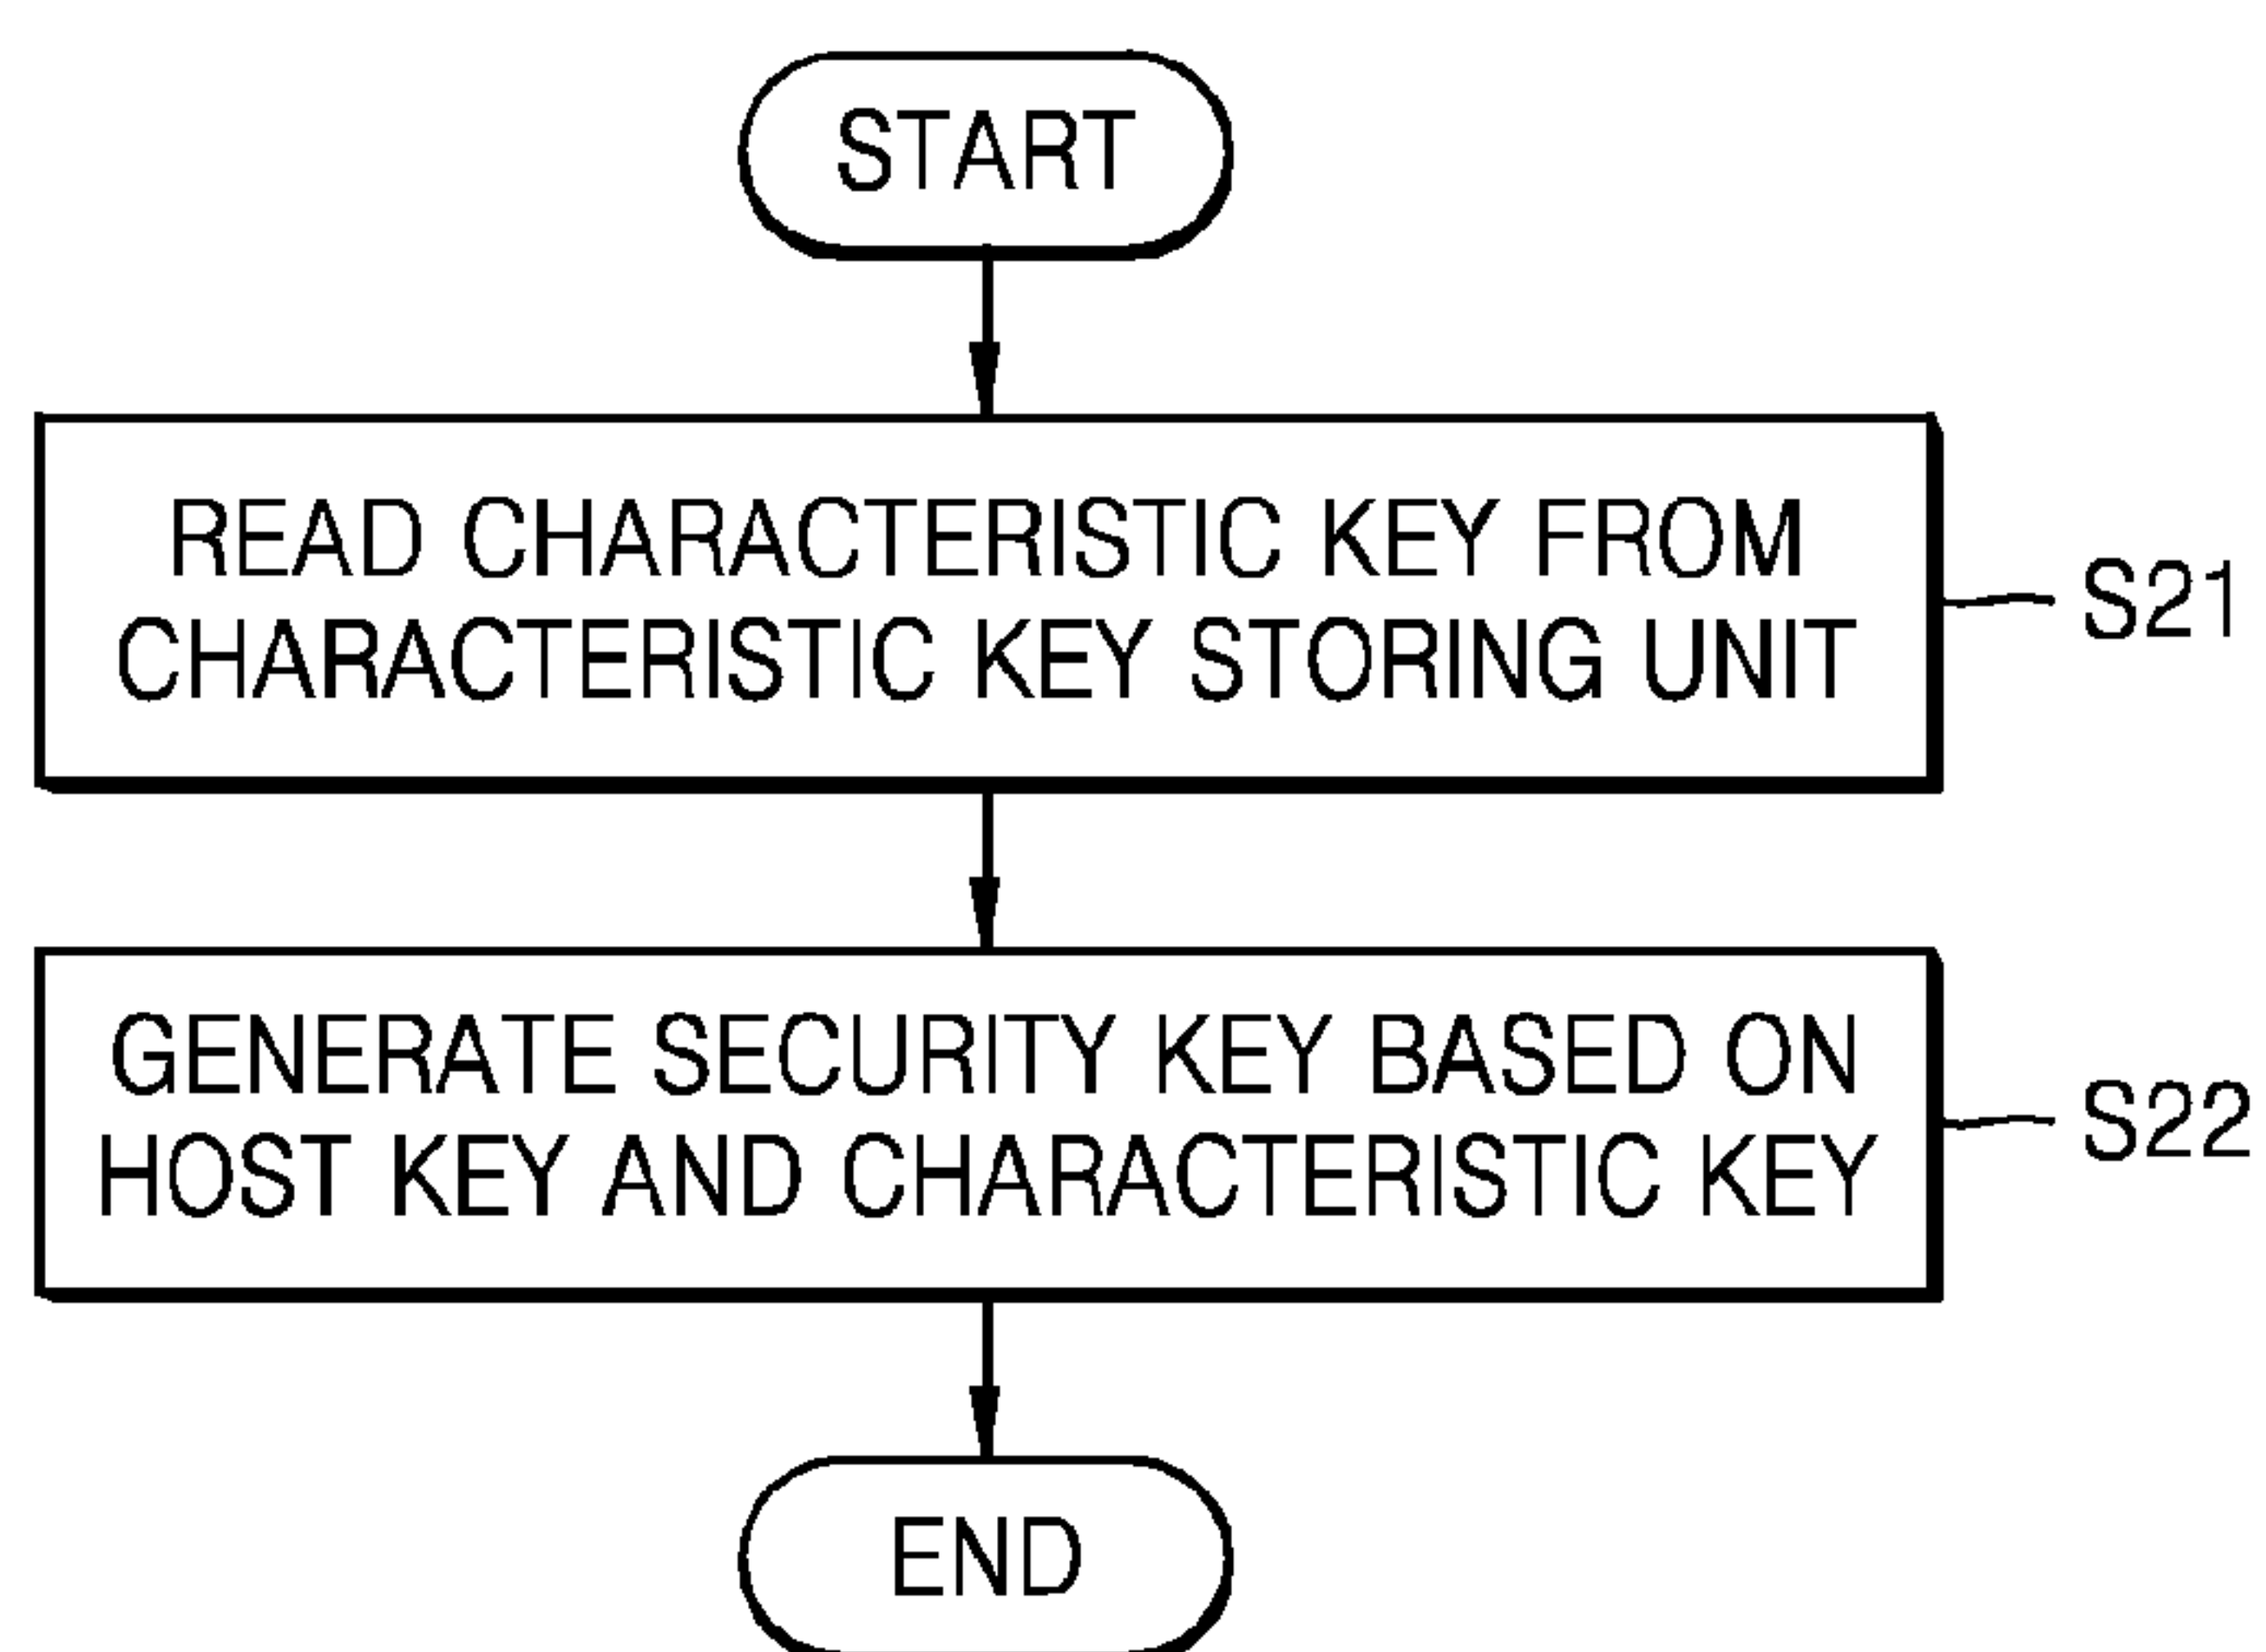 START
READ CHARACTERISTIC KEY FROM
CHARACTERISTIC KEY STORING UNIT
S21
GENERATE SECURITY KEY BASED ON
HOST KEY AND CHARACTERISTIC KEY
S22
END